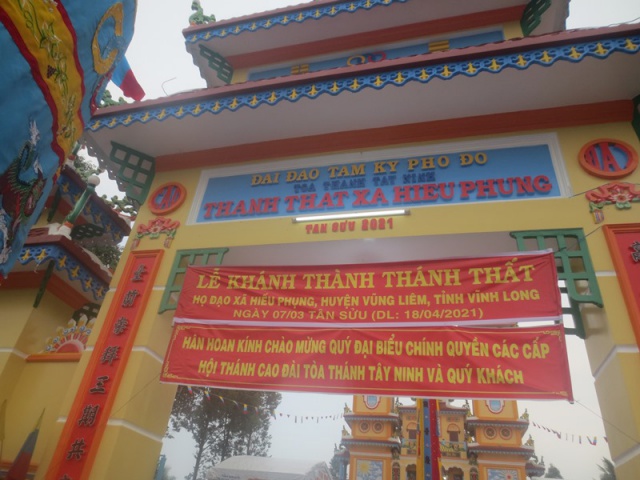 ĐẠI ĐẠO TAM KỲ PHỔ ĐỘ
TÒA THÁNH TÂY NINH
THÁNH THẤT XÃ HIẾU PHỤNG
TÂN SỬU 2021
LỄ KHÁNH THÀNH THÁNH THẤT
HỌ ĐẠO XÃ HIẾU PHỤNG, HUYỆN VŨNG LIÊM, TỈNH VĨNH LONG
NGÀY 07/03 TÂN SỬU (DL: 18/04/2021)
HÂN HOAN KÍNH CHÀO MỪNG QUÝ ĐẠI BIỂU CHÍNH QUYỀN CÁC CẤP
HỘI THÁNH CAO ĐÀI TÒA THÁNH TÂY NINH VÀ QUÝ KHÁCH